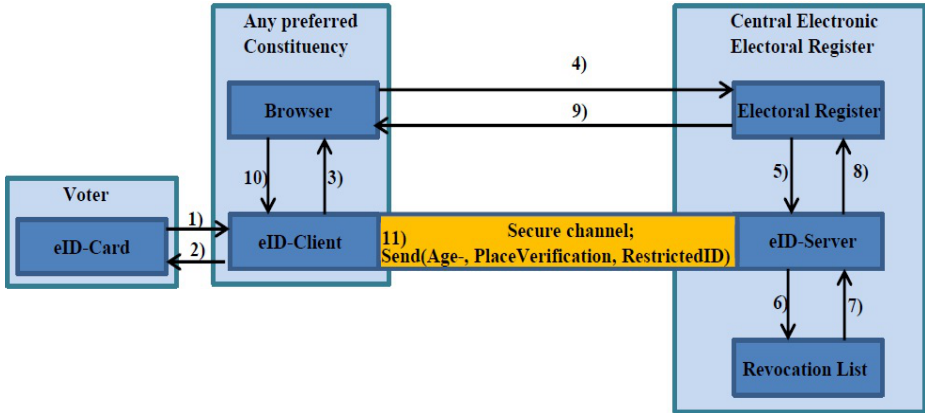 Any preferred
Constituency
Central Electronic
Electoral Register
4)
Browser
Electoral Register
9)
10)
3)
5)
8)
Voter
1)
eID-Card
2)
eID-Client
11)
Secure channel;
Send(Age-, PlaceVerification, RestrictedID)
eID-Server
6)
7)
Revocation List